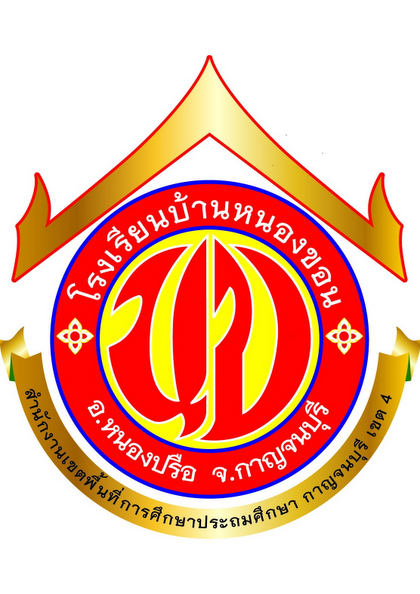 โรงเรียนบ้านหนองขอน
อ.หนองปรือ จ.กาญจนบุรี
สำนักงานเขตพื้นที่การศึกษาประถมศึกษา กาญจนบุรี เขต 4